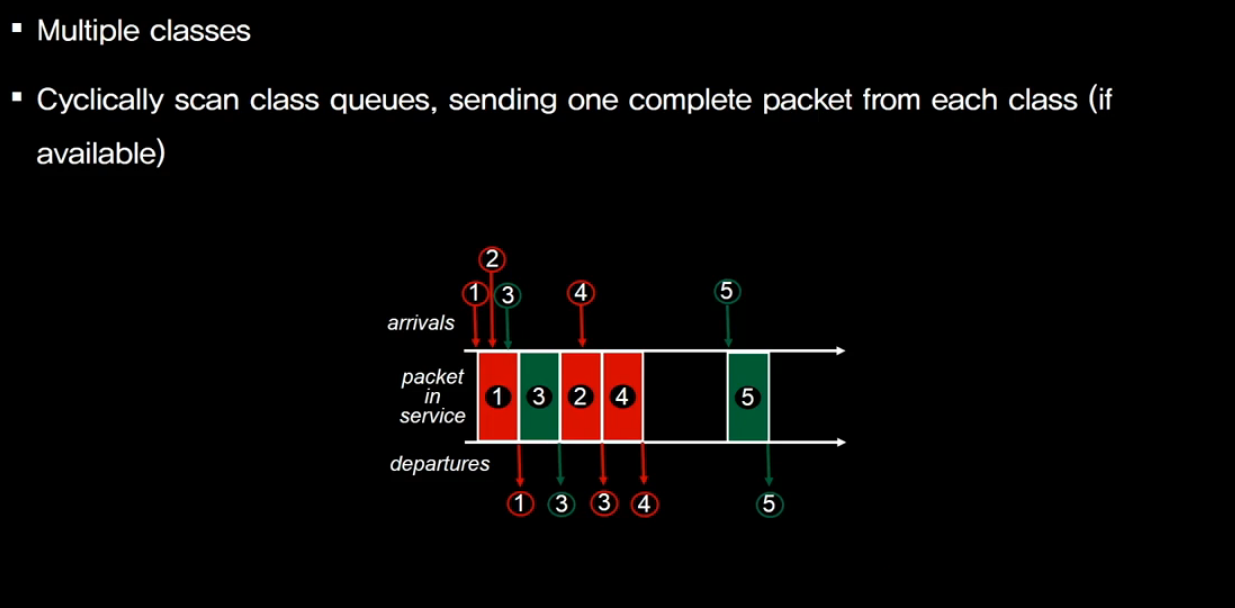 ▪ Multiple classes
▪ Cyclically scan class queues, sending one complete packet from each class (if
available)
2
1 3 4 5
arrivals
packet
in
service
1 3 2 4 5
departures
1 3 3 4 5